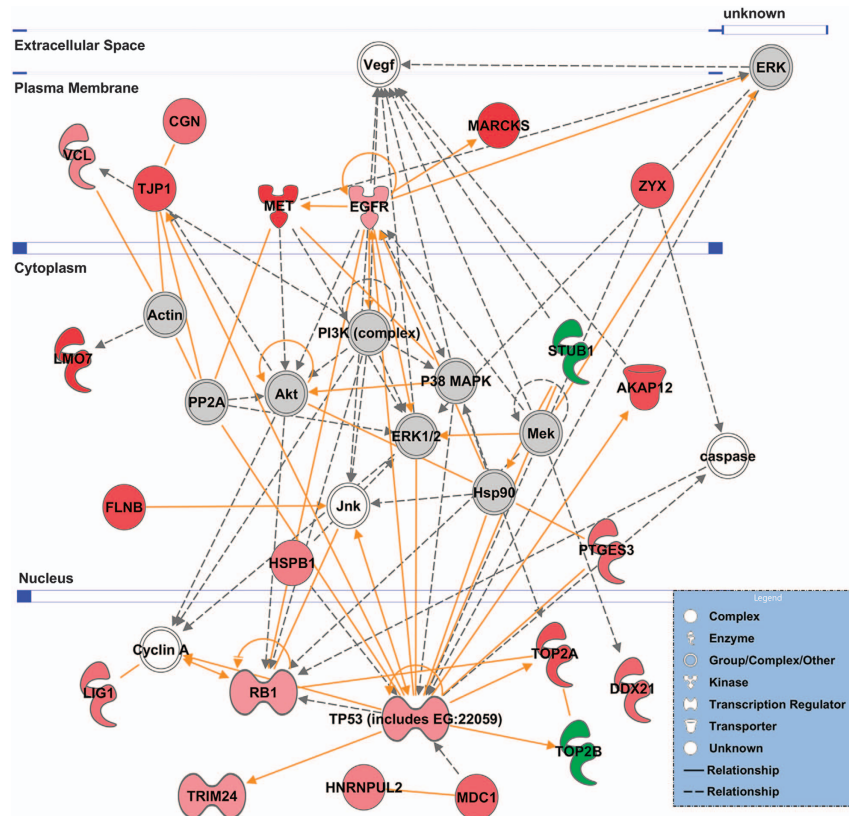 unknown
Extracellular Space
Vegf
ERK
Plasma Membrane
CGN
MARCKS
VCL
TJP1
ZYX
MET
EGFR
Cytoplasm
Actin
PI3K (complex)
STUB1
LMO7
P38 MAPK
AKAP12
Akt
PP2A
ERK1/2
Mek
caspase
Hsp90
FLNB
Jnk
PTGES3
HSPB1
Nucleus
Legend
Complex
Enzyme
Group/Complex/Other
Kinase
Transcription Regulator
Transporter
Unknown
Relationship
Relationship
Cyclin A
TOP2A
LIG1
RB1
DDX21
TP53 (includes EG:22059)
TOP2B
TRIM24
HNRNPUL2
MDC1